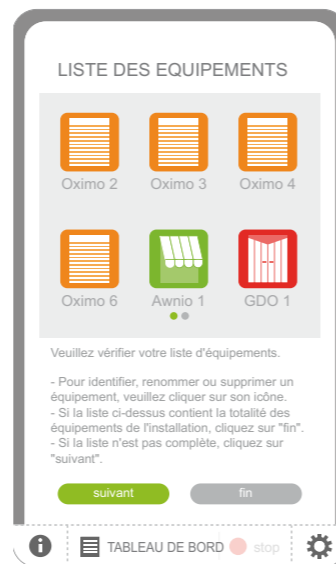 LISTE DES EQUIPEMENTS
Oximo 2 Oximo 3 Oximo 4
Oximo 6 Awnio 1 GDO 1
Veuillez vérifier votre liste d'équipements.
- Pour identifier, renommer ou supprimer un
équipement, veuillez cliquer sur son icône.
- Si la liste ci-dessus contient la totalité des
équipements de l'installation, cliquez sur "fin".
- Si la liste n'est pas complète, cliquez sur
"suivant".
suivant fin
i TABLEAU DE BORD stop